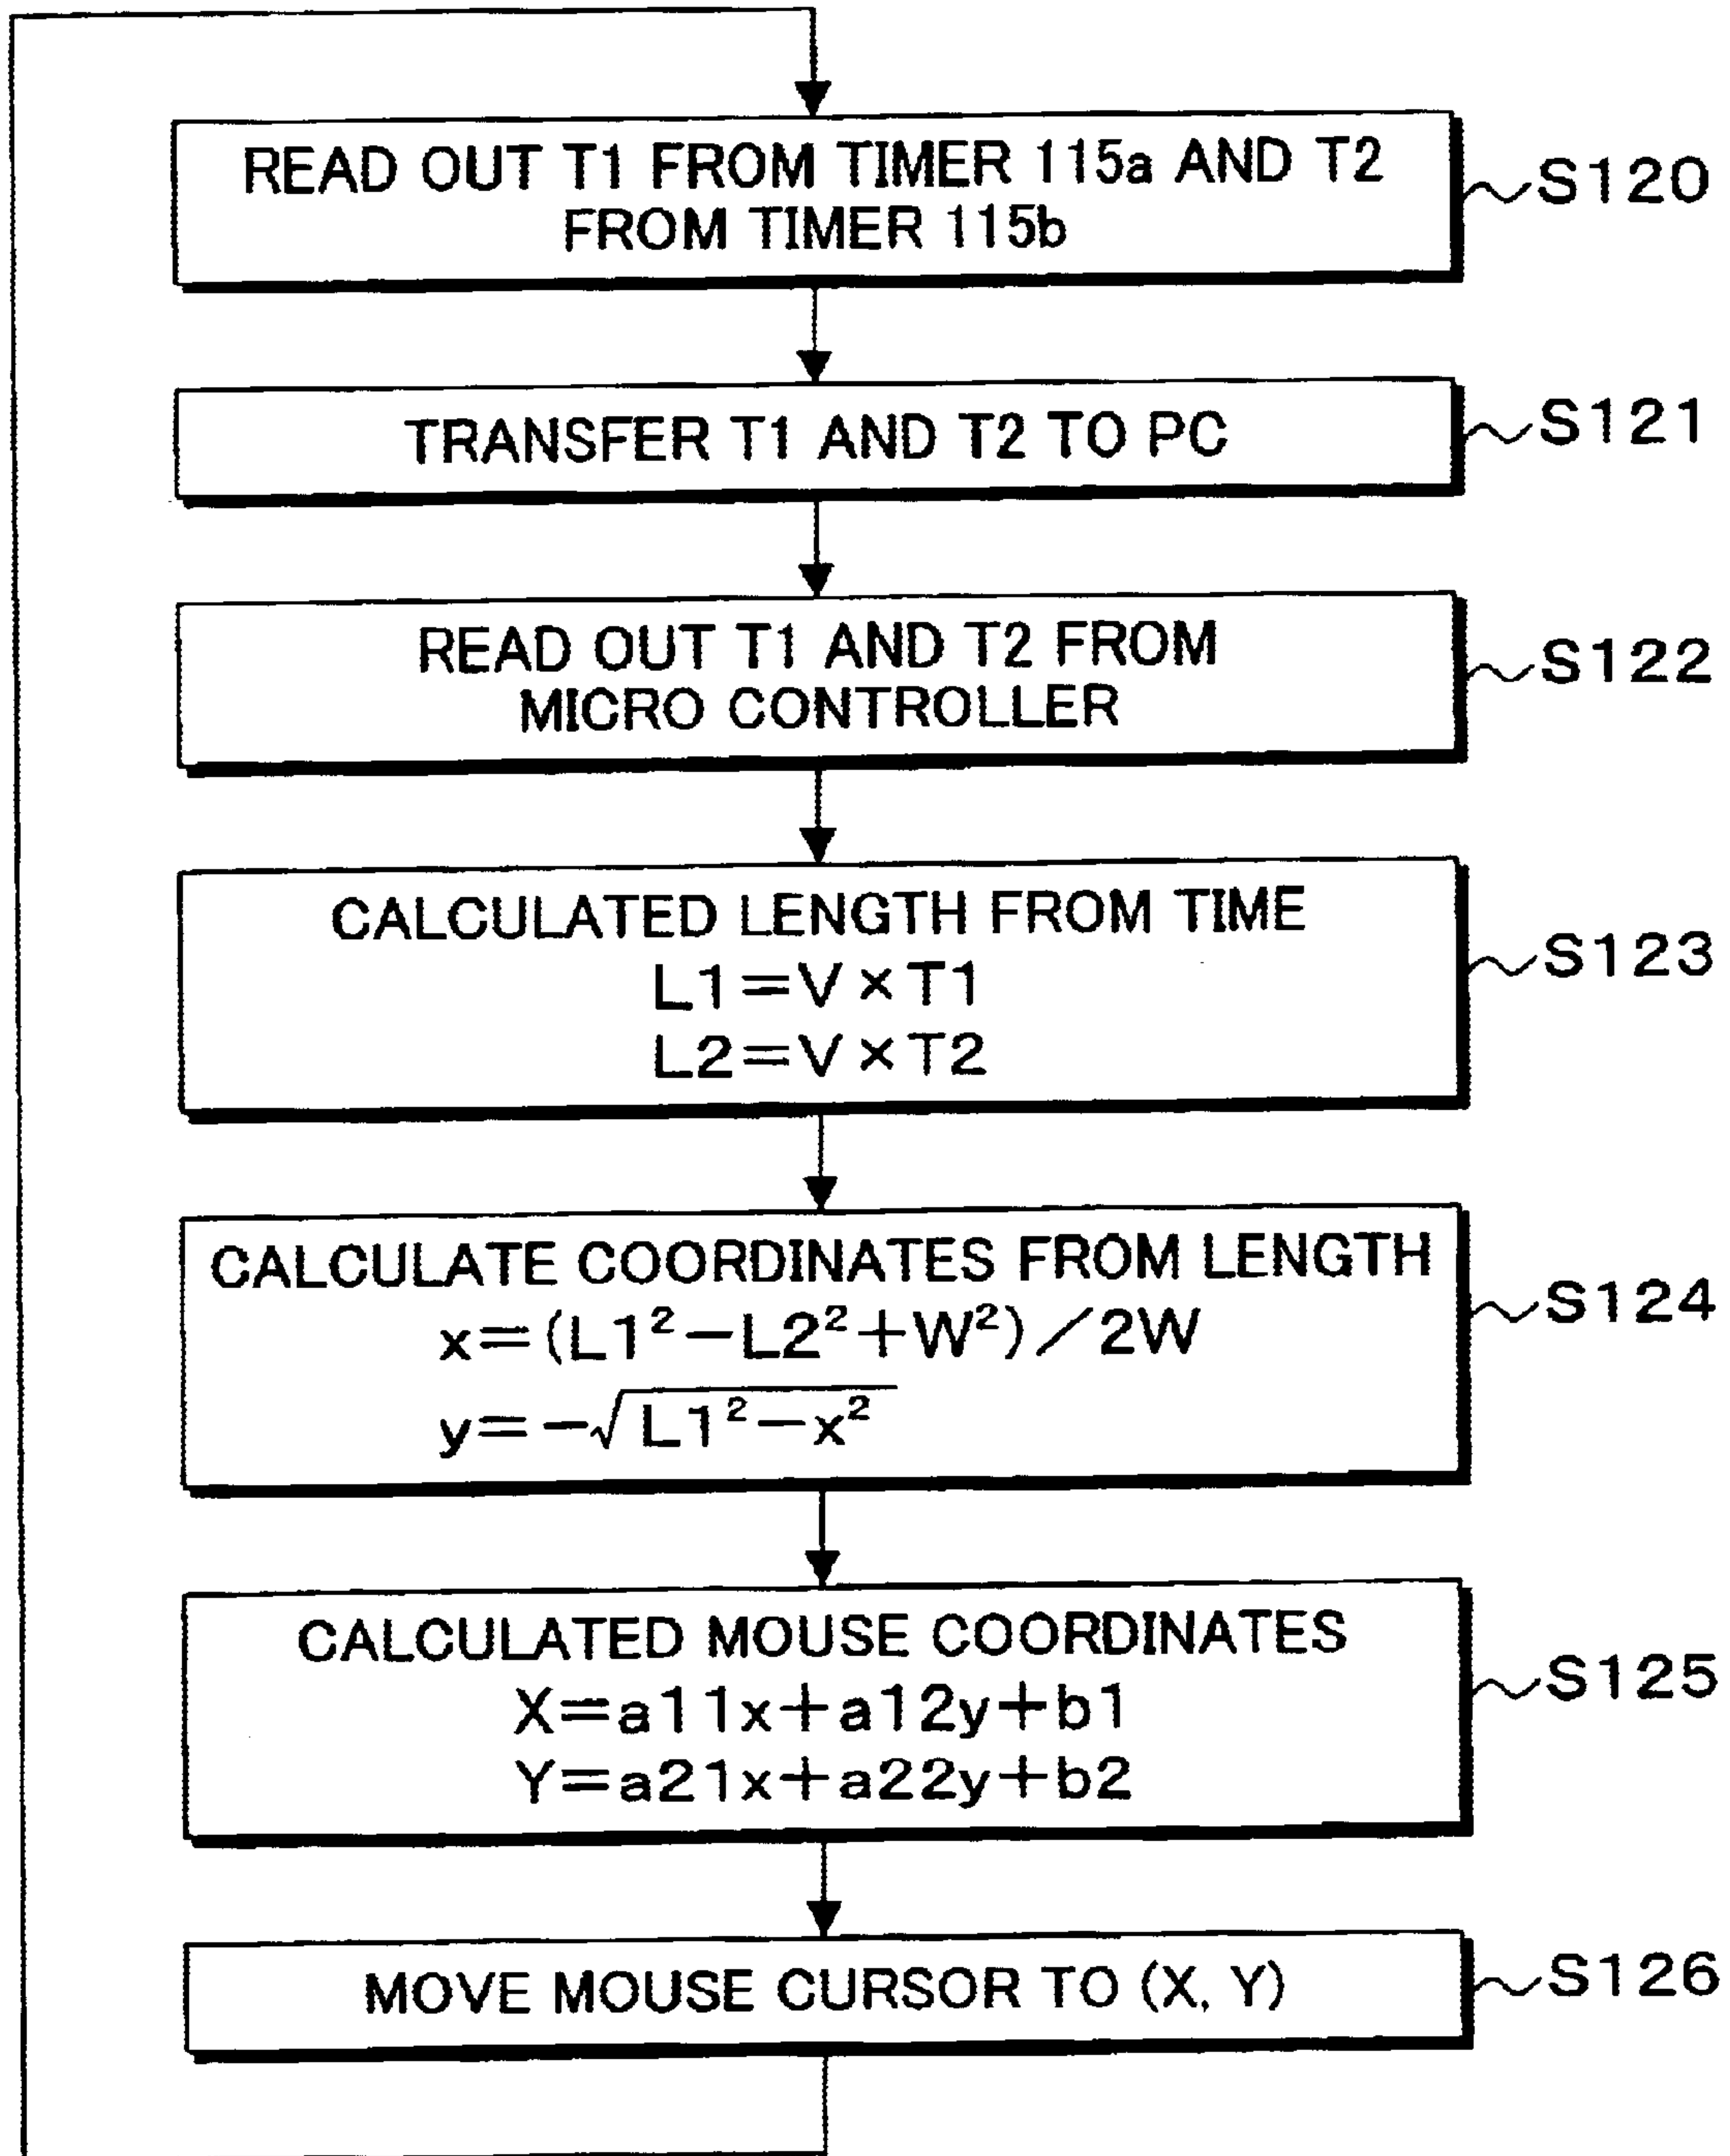 READ OUT T1 FROM TIMER 115a AND T2
FROM TIMER 115b
S120
TRANSFER T1 AND T2 TO PC
S121
READ OUT T1 AND T2 FROM
MICRO CONTROLLER
S122
CALCULATED LENGTH FROM TIME
L1=V×T1
L2=V×T2
S123
CALCULATE COORDINATES FROM LENGTH
x=(L1²-L2²+W²)/2W
y=-√L1²-x²
S124
CALCULATED MOUSE COORDINATES
X=a11x+a12y+b1
Y=a21x+a22y+b2
S125
MOVE MOUSE CURSOR TO (X, Y)
S126